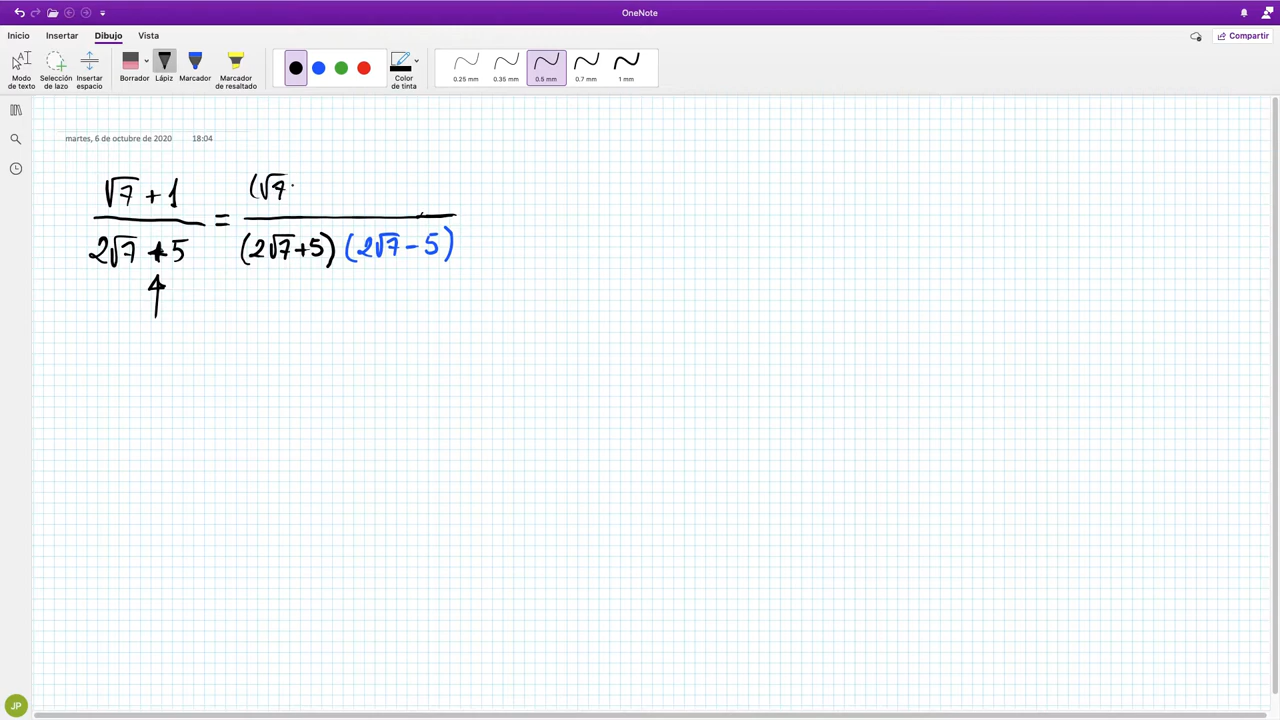 OneNote
Inicio Insertar Dibujo Vista Compartir
Modo de texto Selección de lazo Insertar espacio Borrador Lápiz Marcador Marcador de resaltado Color de tinta 0.25 mm 0.35 mm 0.5 mm 0.7 mm 1 mm
martes, 6 de octubre de 2020 18:04
√7 + 1 (√7
=
2√7 + 5 (2√7+5) (2√7 - 5)
JP